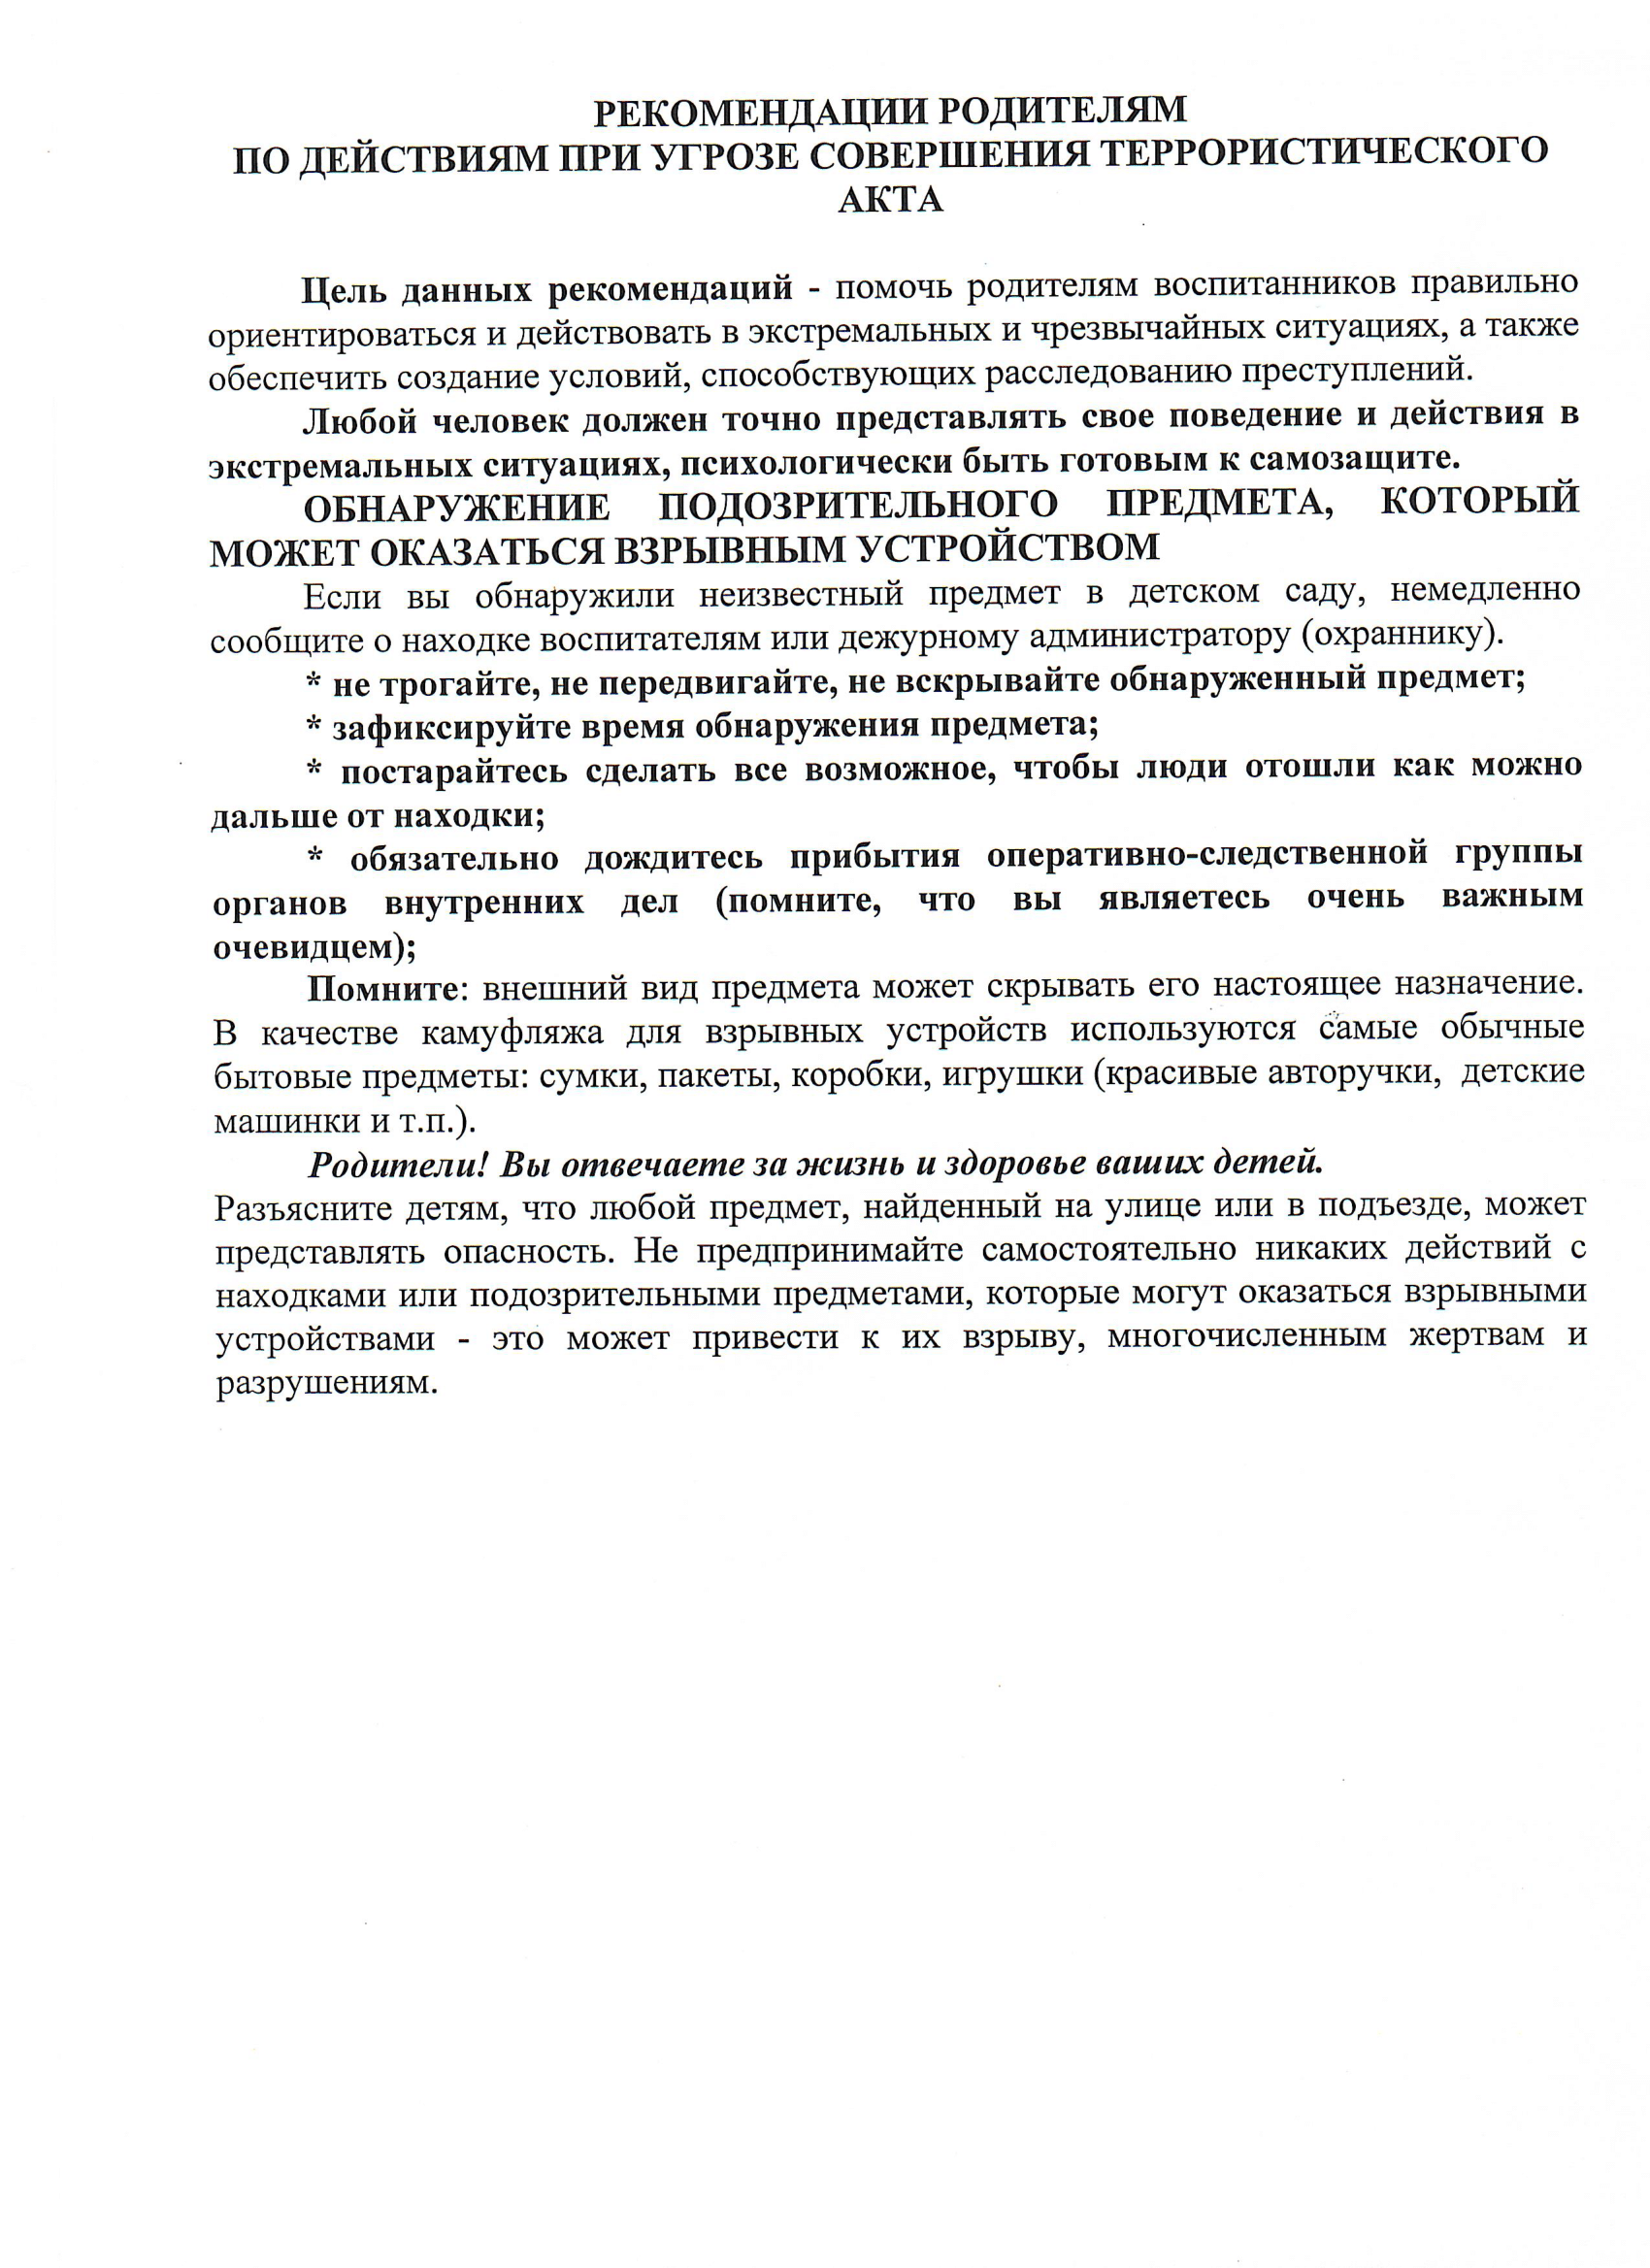 РЕКОМЕНДАЦИИ РОДИТЕЛЯМ
ПО ДЕЙСТВИЯМ ПРИ УГРОЗЕ СОВЕРШЕНИЯ ТЕРРОРИСТИЧЕСКОГО
АКТА
Цель данных рекомендаций - помочь родителям воспитанников правильно
ориентироваться и действовать в экстремальных и чрезвычайных ситуациях, а также
обеспечить создание условий, способствующих расследованию преступлений.
Любой человек должен точно представлять свое поведение и действия в
экстремальных ситуациях, психологически быть готовым к самозащите.
ОБНАРУЖЕНИЕ ПОДОЗРИТЕЛЬНОГО ПРЕДМЕТА, КОТОРЫЙ
МОЖЕТ ОКАЗАТЬСЯ ВЗРЫВНЫМ УСТРОЙСТВОМ
Если вы обнаружили неизвестный предмет в детском саду, немедленно
сообщите о находке воспитателям или дежурному администратору (охраннику).
* не трогайте, не передвигайте, не вскрывайте обнаруженный предмет;
* зафиксируйте время обнаружения предмета;
* постарайтесь сделать все возможное, чтобы люди отошли как можно
дальше от находки;
* обязательно дождитесь прибытия оперативно-следственной группы
органов внутренних дел (помните, что вы являетесь очень важным
очевидцем);
Помните: внешний вид предмета может скрывать его настоящее назначение.
В качестве камуфляжа для взрывных устройств используются самые обычные
бытовые предметы: сумки, пакеты, коробки, игрушки (красивые авторучки, детские
машинки и т.п.).
Родители! Вы отвечаете за жизнь и здоровье ваших детей.
Разъясните детям, что любой предмет, найденный на улице или в подъезде, может
представлять опасность. Не предпринимайте самостоятельно никаких действий с
находками или подозрительными предметами, которые могут оказаться взрывными
устройствами - это может привести к их взрыву, многочисленным жертвам и
разрушениям.